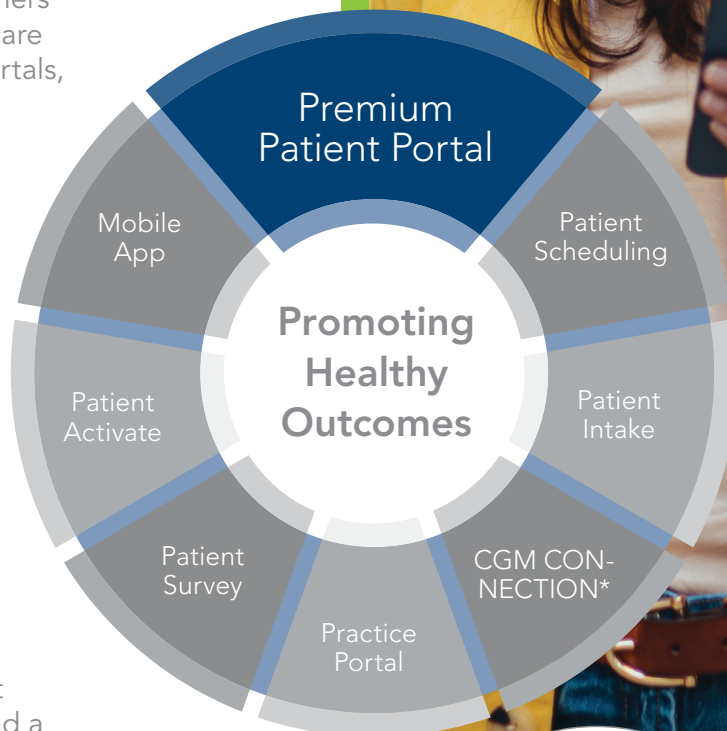 care
rtals,
Premium
Patient Portal
Patient
Scheduling
Patient
Intake
CGM CON-
NECTION*
Practice
Portal
Patient
Survey
Patient
Activate
Mobile
App
Promoting
Healthy
Outcomes